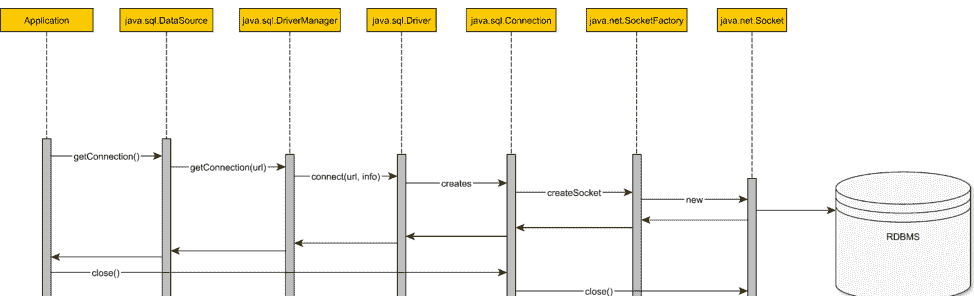 Application
java.sql.DataSource
java.sql.DriverManager
java.sql.Driver
java.sql.Connection
java.net.SocketFactory
java.net.Socket
getConnection()
getConnection(url)
connect(url, info)
creates
createSocket
new
RDBMS
close()
close()